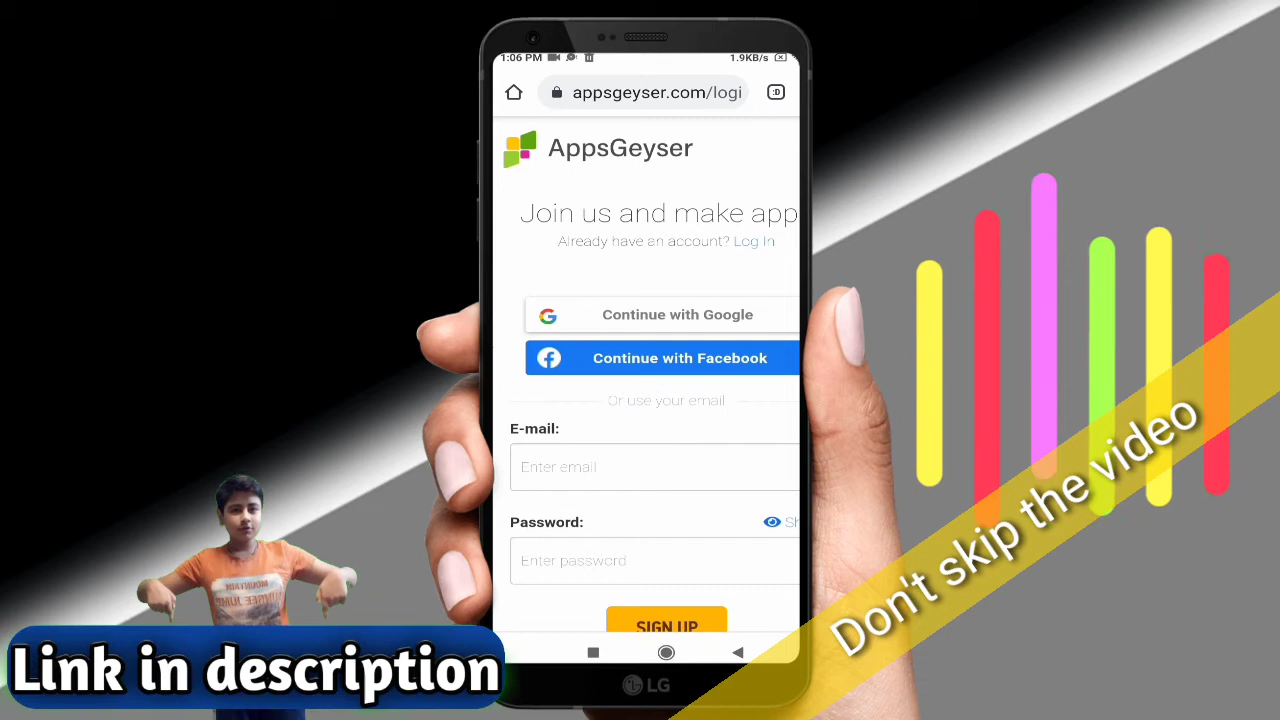 1:06 PM
1.9KB/s
appsgeyser.com/logi
:D
AppsGeyser
Join us and make app
Already have an account? Log In
Continue with Google
Continue with Facebook
Or use your email
E-mail:
Enter email
Password:
Sh
Enter password
SIGN UP
LG
Don't skip the video
MOUNTAIN
Link in description